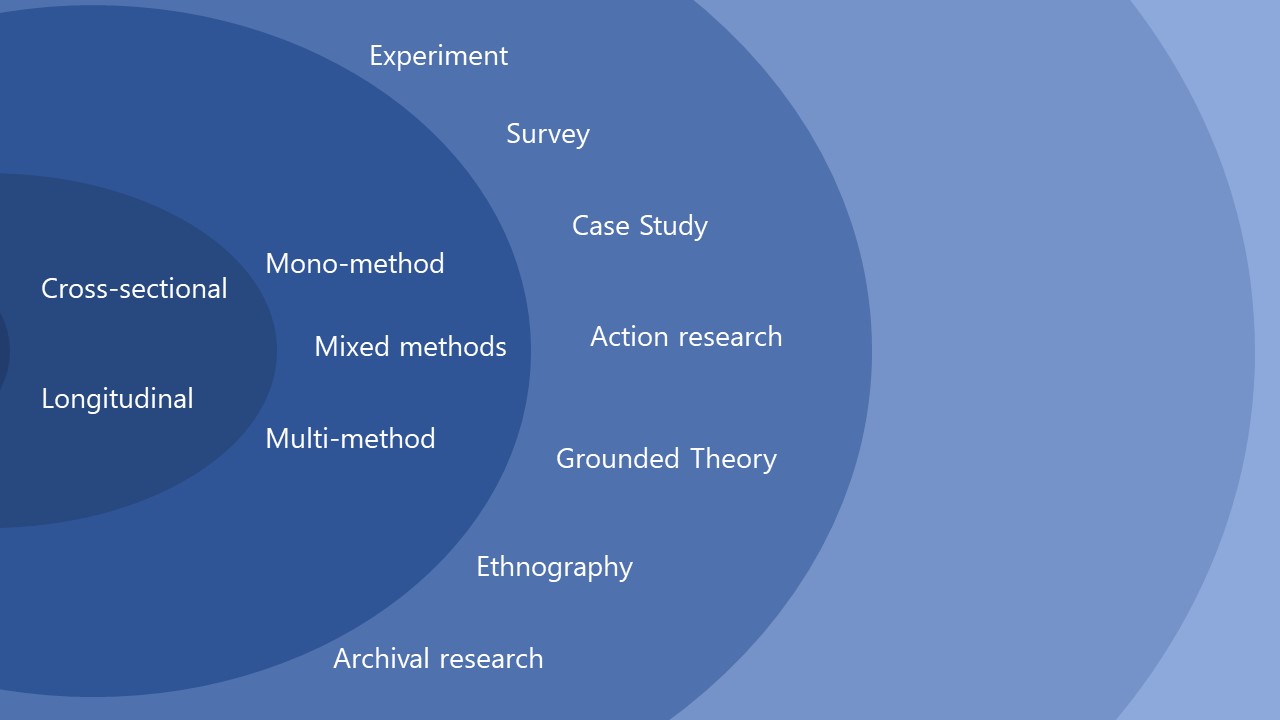 Experiment
Survey
Case Study
Mono-method
Cross-sectional
Action research
Mixed methods
Longitudinal
Multi-method
Grounded Theory
Ethnography
Archival research